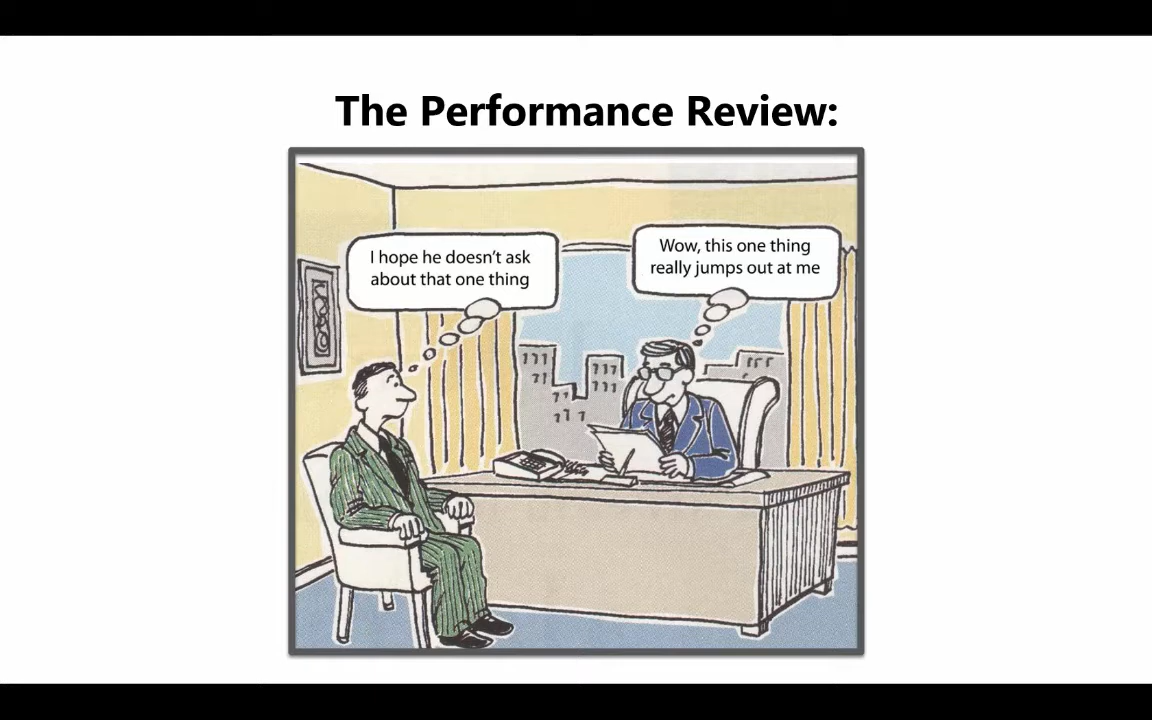 The Performance Review:
I hope he doesn't ask
about that one thing
Wow, this one thing
really jumps out at me